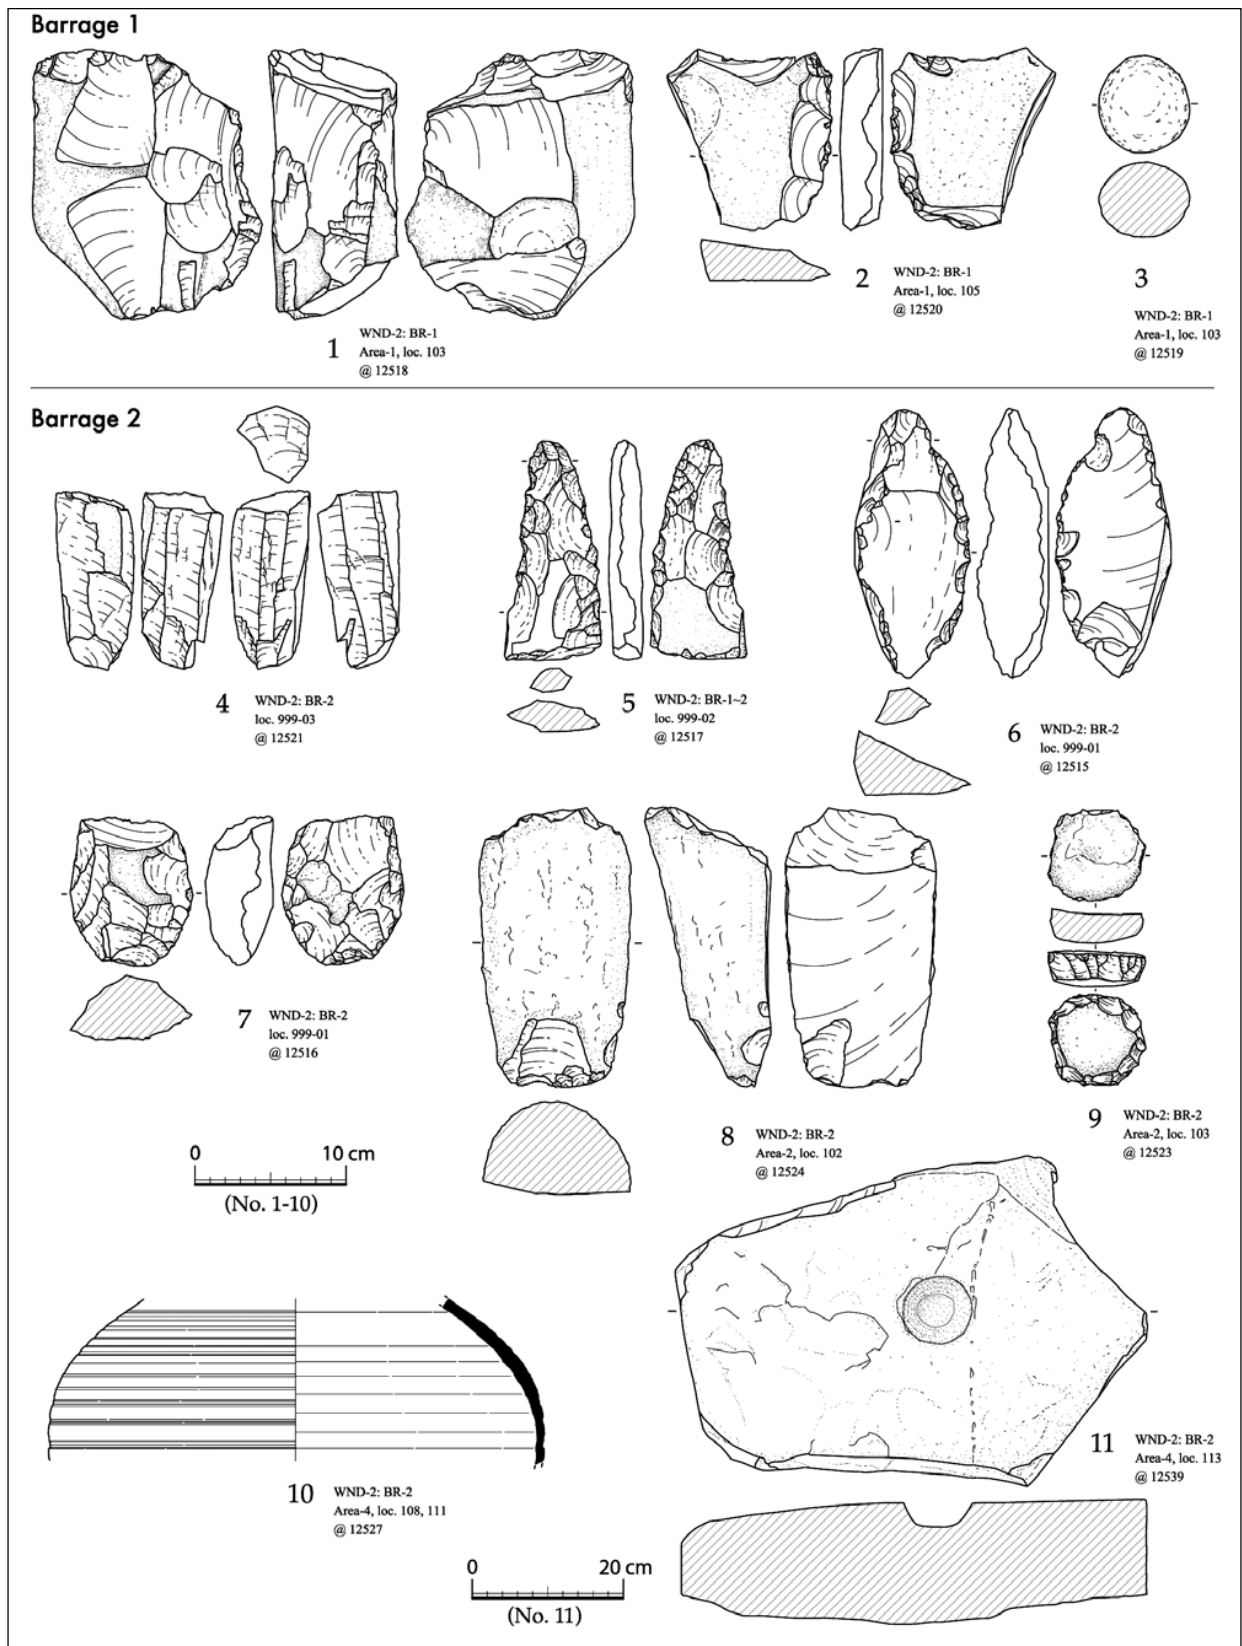 Barrage 1
1
WND-2: BR-1
Area-1, loc. 103
@ 12518
2
WND-2: BR-1
Area-1, loc. 105
@ 12520
3
WND-2: BR-1
Area-1, loc. 103
@ 12519
Barrage 2
4
WND-2: BR-2
loc. 999-03
@ 12521
5
WND-2: BR-1~2
loc. 999-02
@ 12517
6
WND-2: BR-2
loc. 999-01
@ 12515
7
WND-2: BR-2
loc. 999-01
@ 12516
8
WND-2: BR-2
Area-2, loc. 102
@ 12524
9
WND-2: BR-2
Area-2, loc. 103
@ 12523
0 10 cm
(No. 1-10)
10
WND-2: BR-2
Area-4, loc. 108, 111
@ 12527
11
WND-2: BR-2
Area-4, loc. 113
@ 12539
0 20 cm
(No. 11)